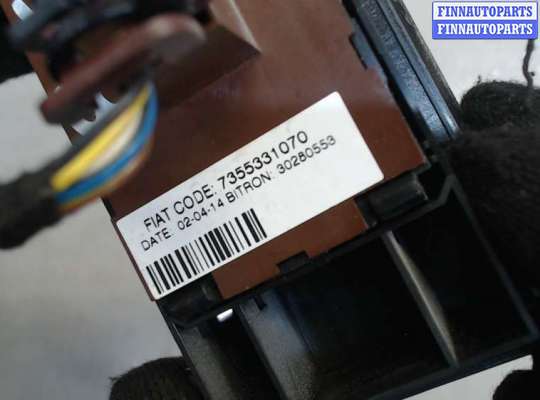 FINNAUTOPARTS
FINNAUTOPARTS
FIAT CODE: 7355331070
DATE: 02-04-14 BITRON: 30280553